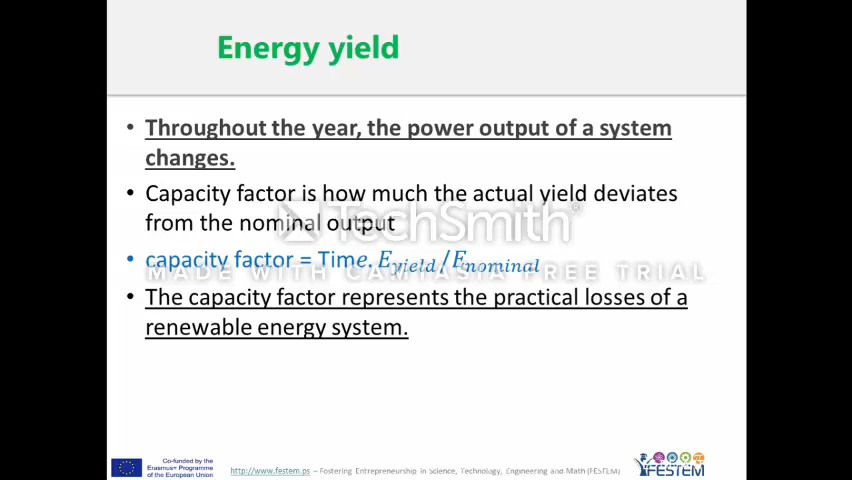 Energy yield
• Throughout the year, the power output of a system
changes.
• Capacity factor is how much the actual yield deviates
from the nominal output
TechSmith®
• capacity factor = Time. E_yield / E_nominal
MADE WITH CAMTASIA FREE TRIAL
• The capacity factor represents the practical losses of a
renewable energy system.
Co-funded by the
Erasmus+ Programme
of the European Union
http://www.festem.ps – Fostering Entrepreneurship in Science, Technology, Engineering and Math (FESTEM)
FESTEM